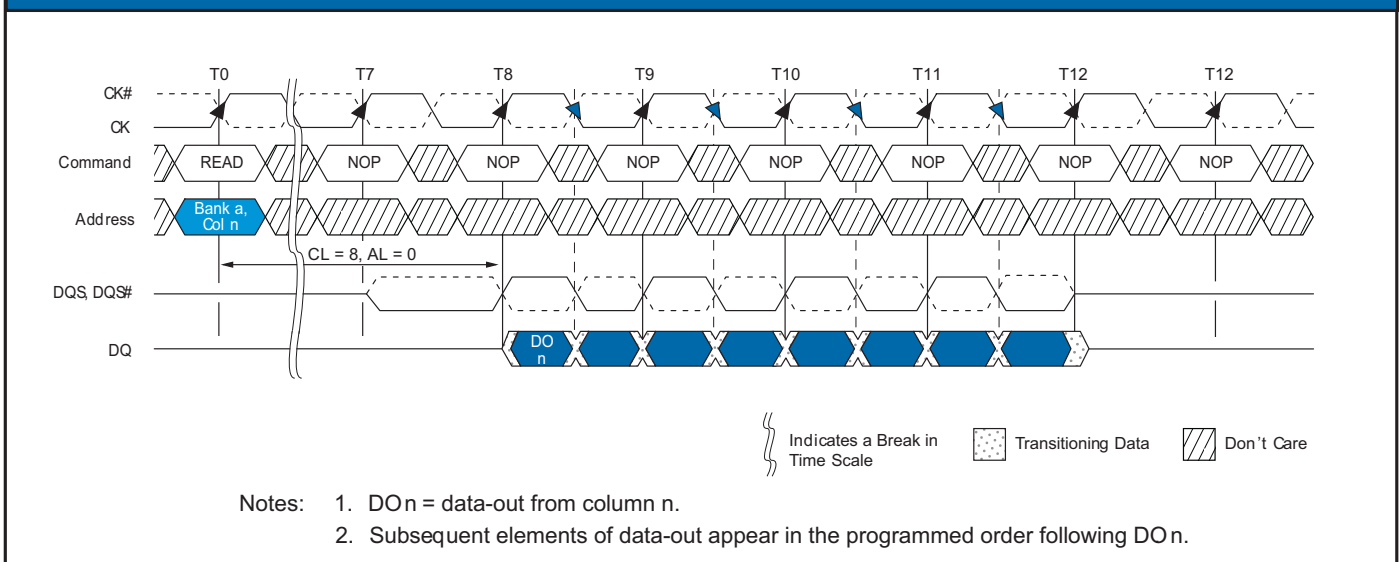 T0 T7 T8 T9 T10 T11 T12 T12
CK#
CK
Command READ NOP NOP NOP NOP NOP NOP NOP
Address Bank a,
Col n
CL = 8, AL = 0
DQS, DQS#
DQ DO
n
Indicates a Break in
Time Scale
Transitioning Data
Don't Care
Notes: 1. DOn = data-out from column n.
2. Subsequent elements of data-out appear in the programmed order following DOn.